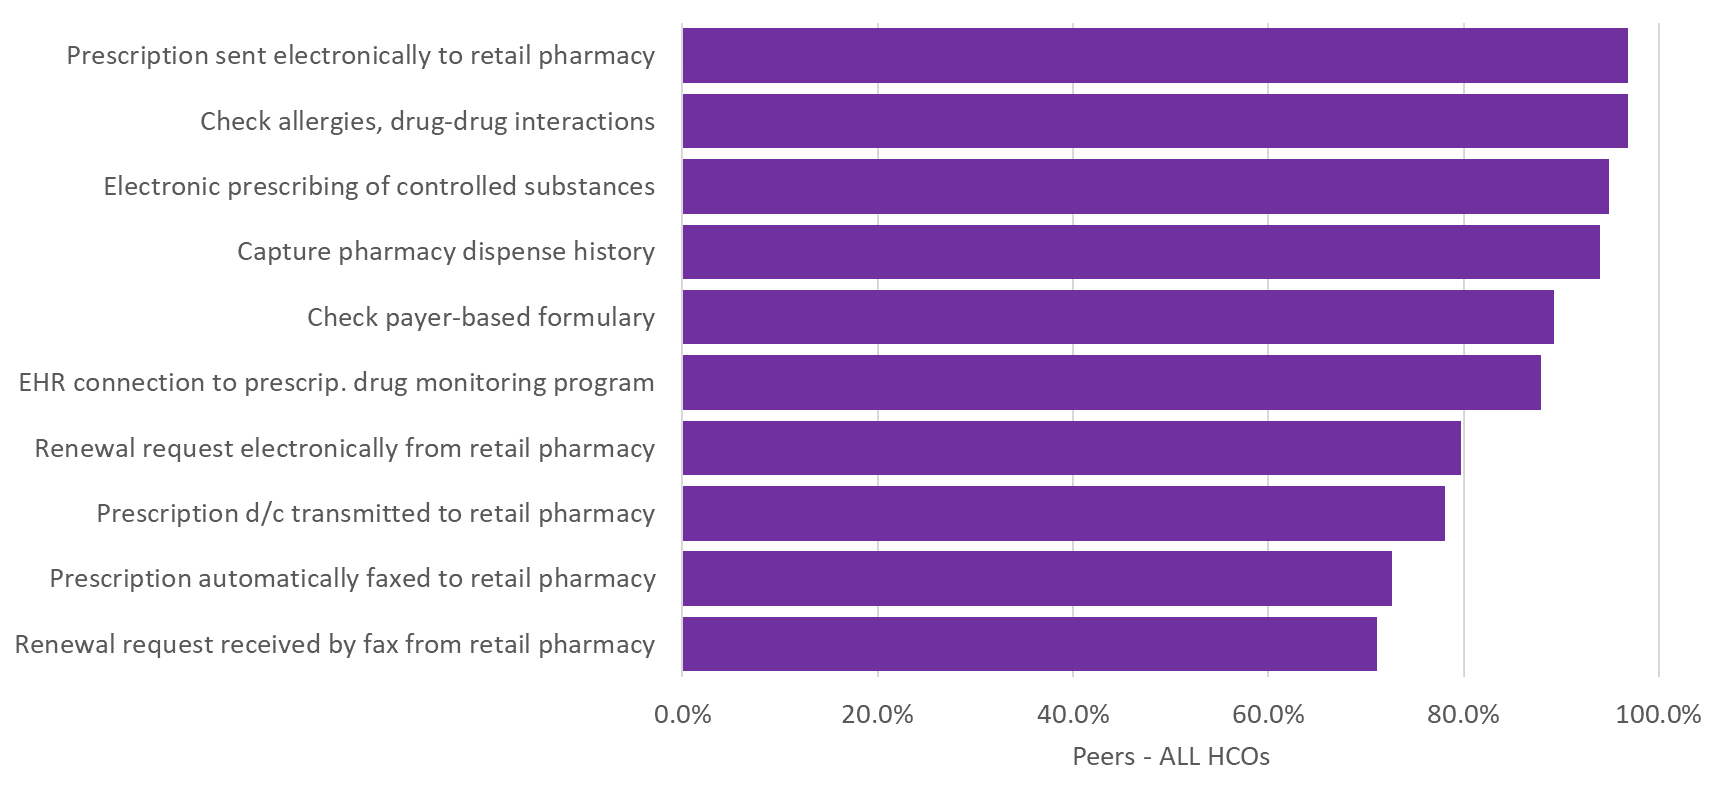 Prescription sent electronically to retail pharmacy
Check allergies, drug-drug interactions
Electronic prescribing of controlled substances
Capture pharmacy dispense history
Check payer-based formulary
EHR connection to prescrip. drug monitoring program
Renewal request electronically from retail pharmacy
Prescription d/c transmitted to retail pharmacy
Prescription automatically faxed to retail pharmacy
Renewal request received by fax from retail pharmacy
0.0% 20.0% 40.0% 60.0% 80.0% 100.0%
Peers - ALL HCOs